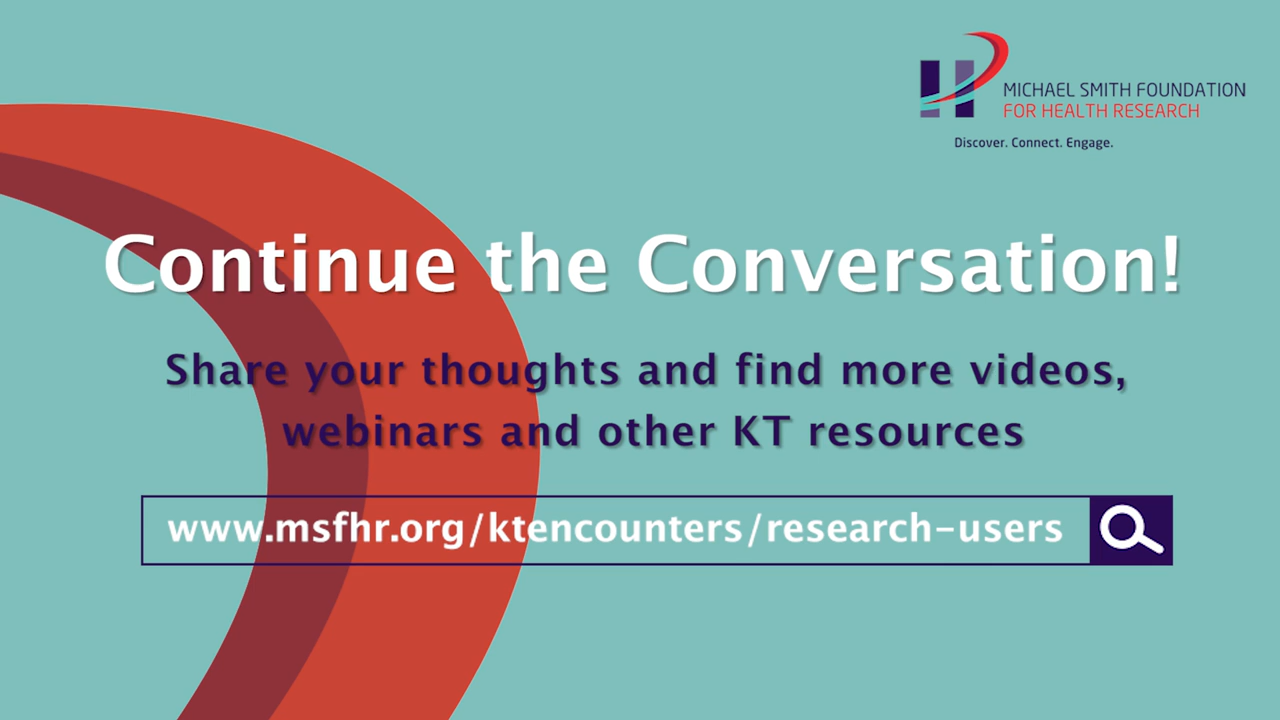 MICHAEL SMITH FOUNDATION
FOR HEALTH RESEARCH
Discover. Connect. Engage.
Continue the Conversation!
Share your thoughts and find more videos,
webinars and other KT resources
www.msfhr.org/ktencounters/research-users